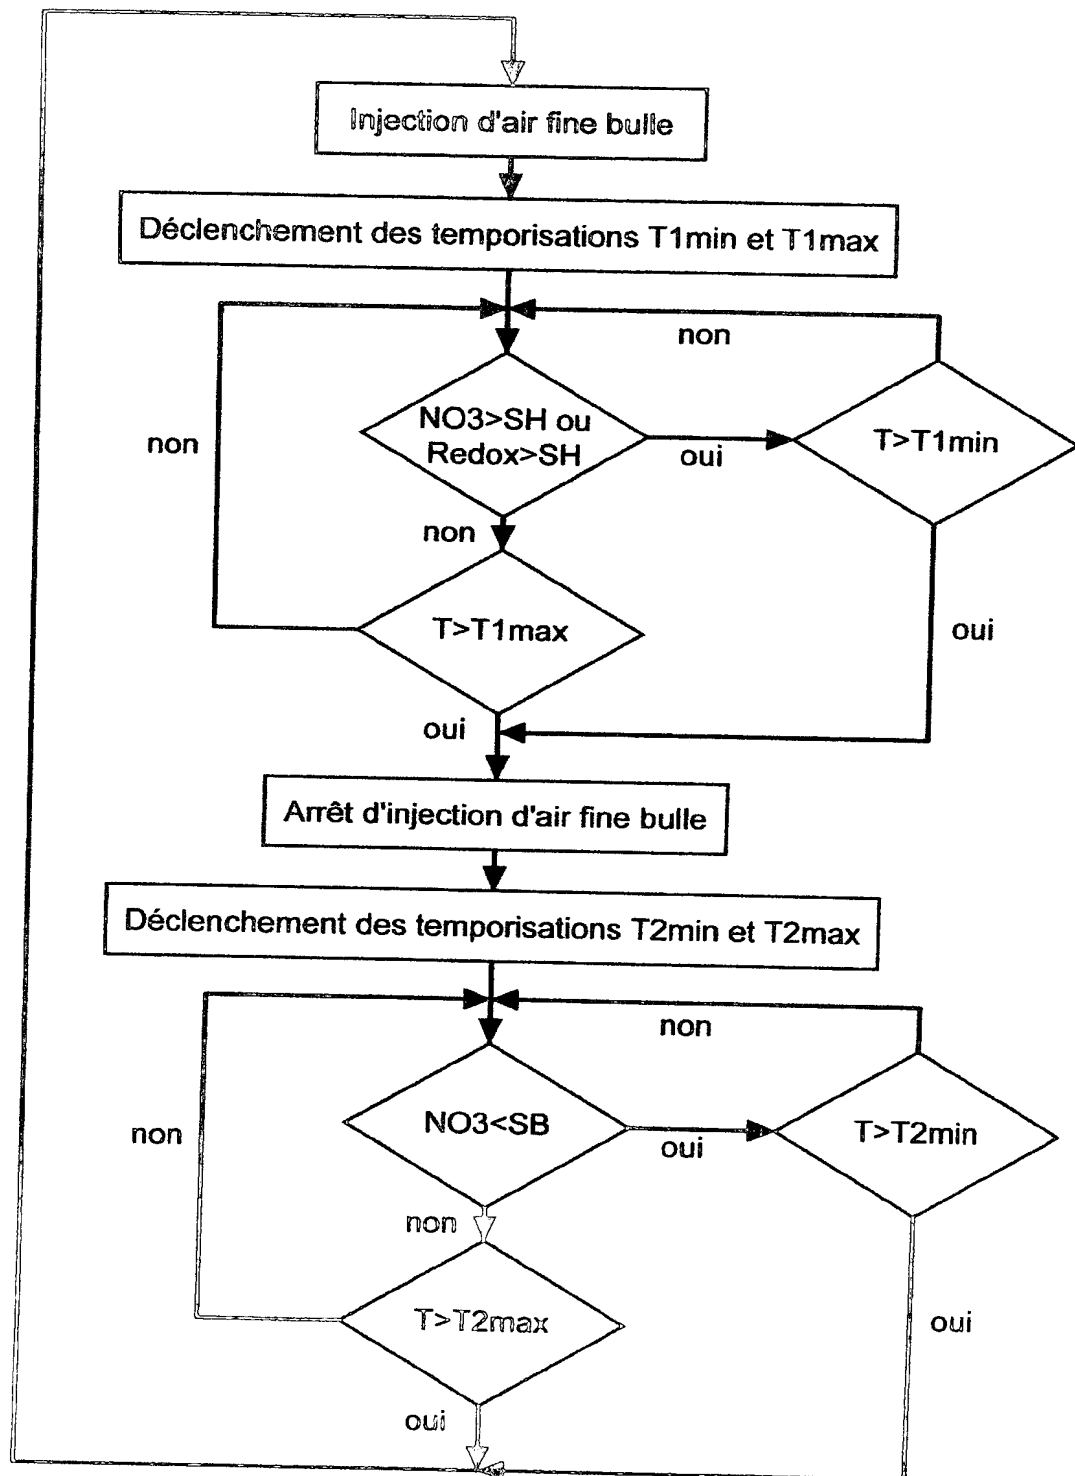 Injection d'air fine bulle
Déclenchement des temporisations T1min et T1max
non
NO3>SH ou
Redox>SH
oui
T>T1min
non
non
T>T1max
oui
oui
Arrêt d'injection d'air fine bulle
Déclenchement des temporisations T2min et T2max
non
NO3<SB
oui
T>T2min
non
non
T>T2max
oui
oui